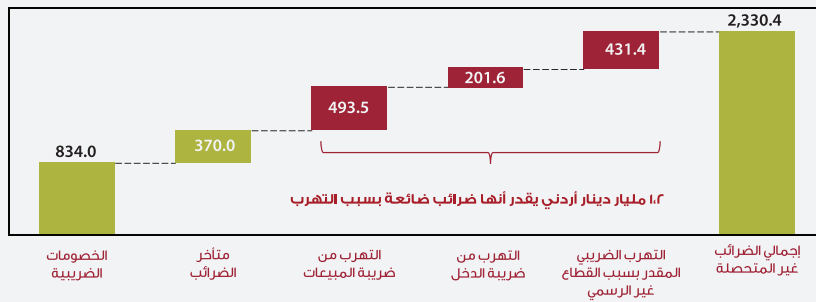 2,330.4
431.4
201.6
493.5
370.0
834.0
١,٢ مليار دينار أردني يقدر أنها ضرائب ضائعة بسبب التهرب
إجمالي الضرائب
غير المتحصلة
التهرب الضريبي
المقدر بسبب القطاع
غير الرسمي
التهرب من
ضريبة الدخل
التهرب من
ضريبة المبيعات
متأخر
الضرائب
الخصومات
الضريبية